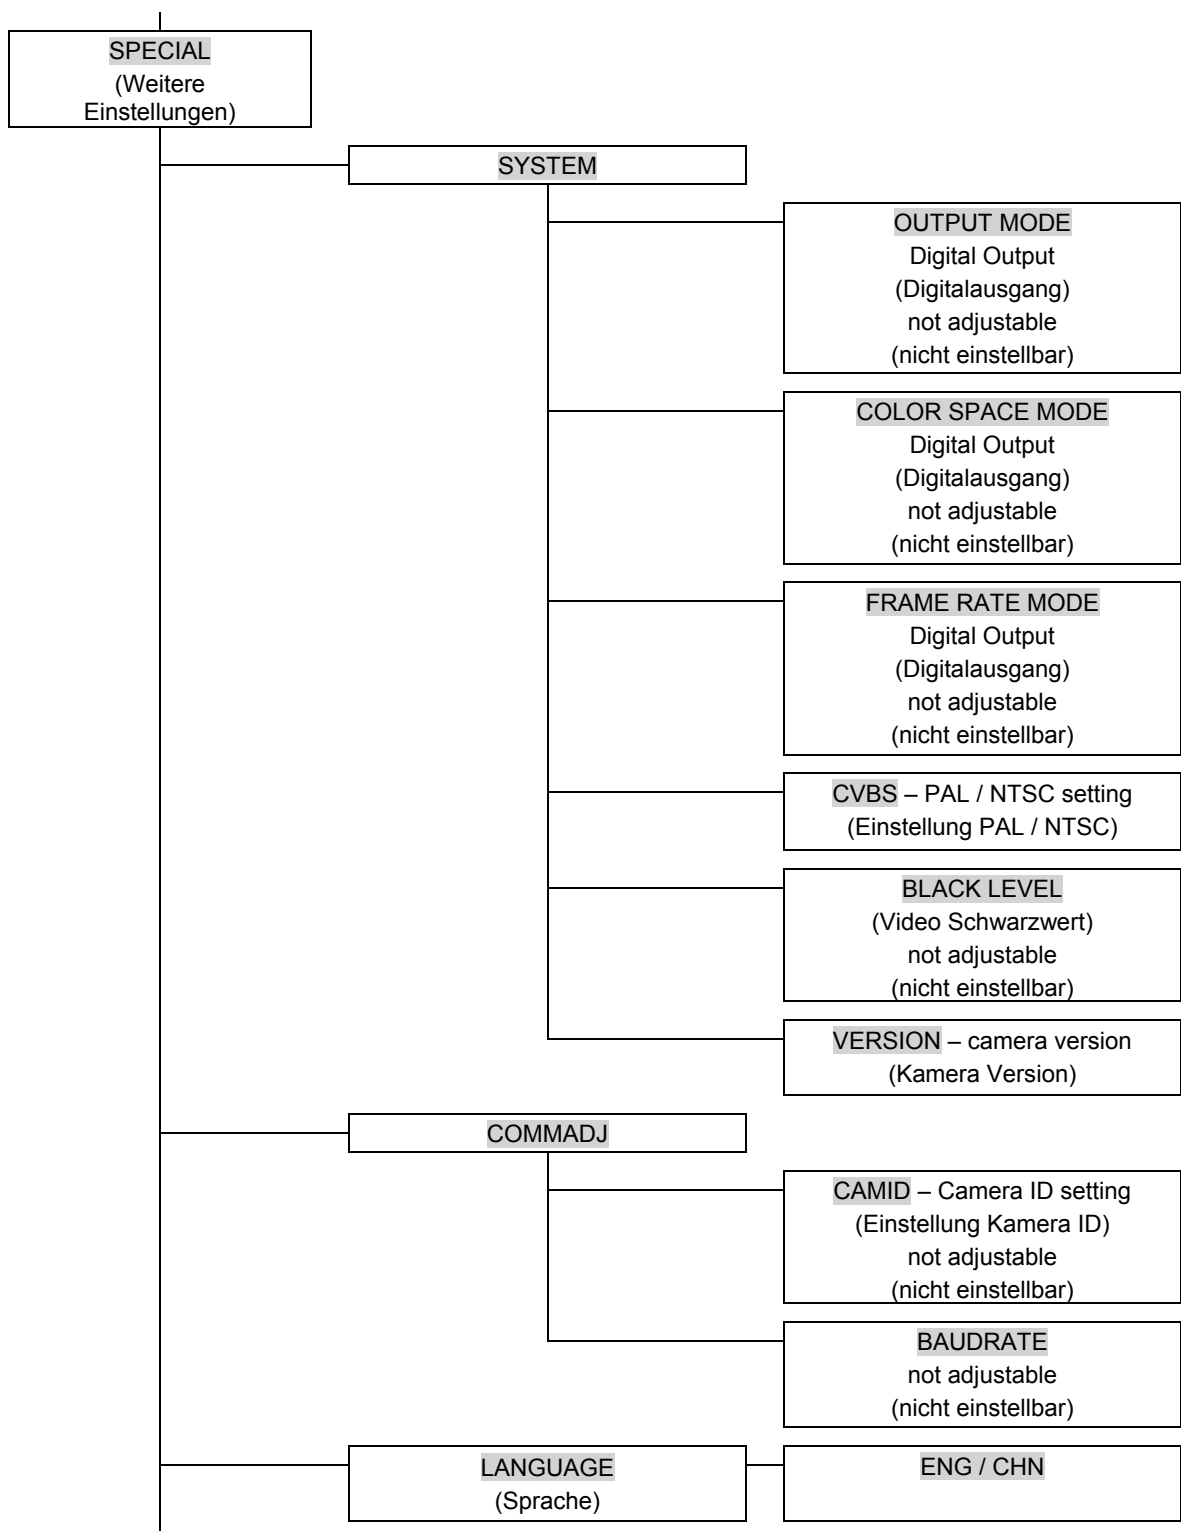 SPECIAL
(Weitere
Einstellungen)
SYSTEM
OUTPUT MODE
Digital Output
(Digitalausgang)
not adjustable
(nicht einstellbar)
COLOR SPACE MODE
Digital Output
(Digitalausgang)
not adjustable
(nicht einstellbar)
FRAME RATE MODE
Digital Output
(Digitalausgang)
not adjustable
(nicht einstellbar)
CVBS – PAL / NTSC setting
(Einstellung PAL / NTSC)
BLACK LEVEL
(Video Schwarzwert)
not adjustable
(nicht einstellbar)
VERSION – camera version
(Kamera Version)
COMMADJ
CAMID – Camera ID setting
(Einstellung Kamera ID)
not adjustable
(nicht einstellbar)
BAUDRATE
not adjustable
(nicht einstellbar)
LANGUAGE
(Sprache)
ENG / CHN